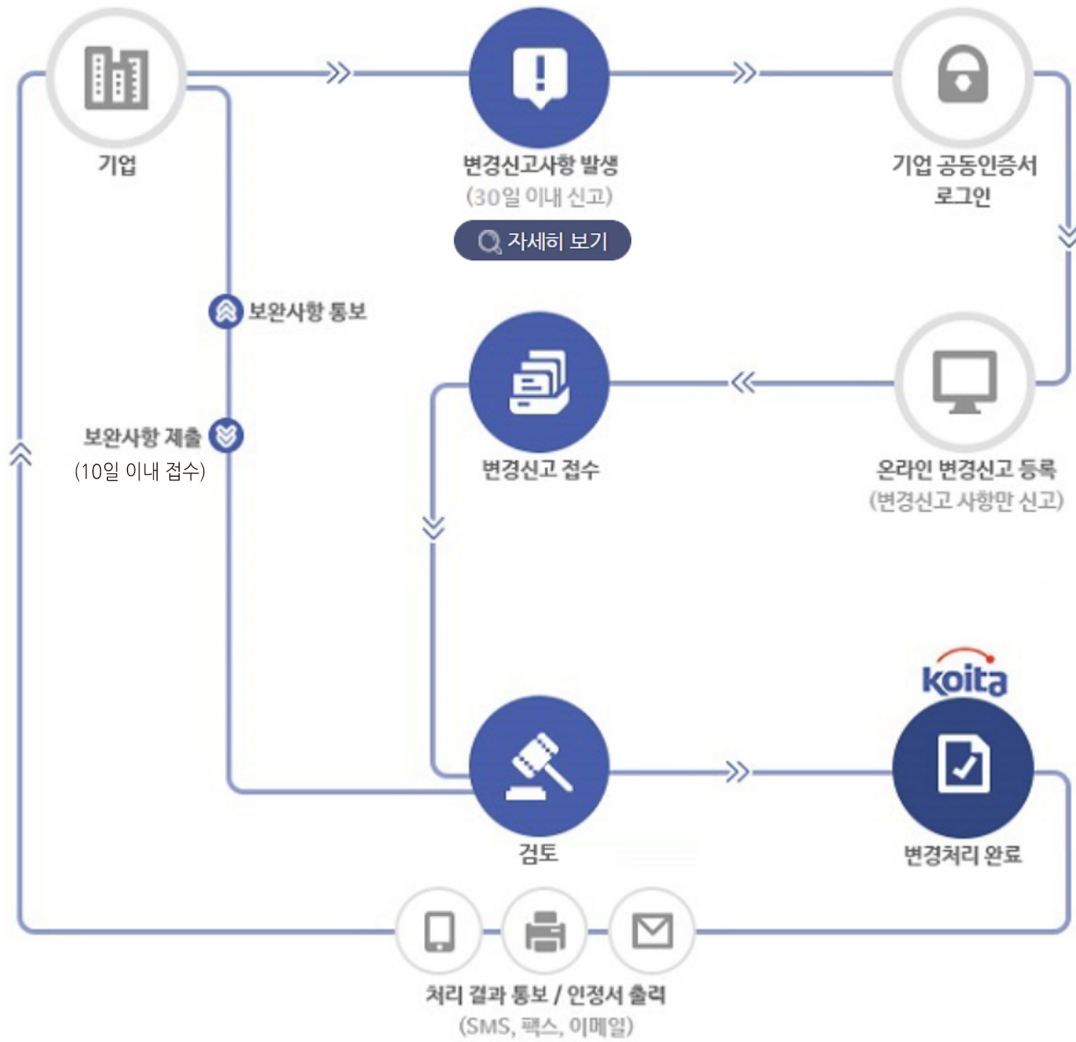 기업
변경신고사항 발생
(30일 이내 신고)
자세히 보기
기업 공동인증서
로그인
보완사항 통보
보완사항 제출
(10일 이내 접수)
변경신고 접수
온라인 변경신고 등록
(변경신고 사항만 신고)
koita
검토
변경처리 완료
처리 결과 통보 / 인정서 출력
(SMS, 팩스, 이메일)